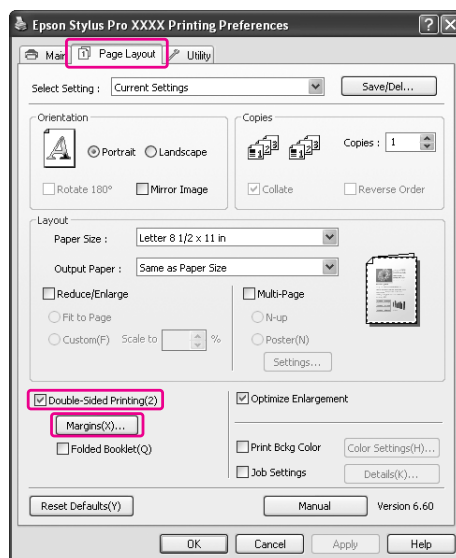 Epson Stylus Pro XXXX Printing Preferences
Main Page Layout Utility
Select Setting : Current Settings Save/Del...
Orientation
Copies
A
Portrait Landscape
Copies : 1
Rotate 180° Mirror Image
Collate Reverse Order
Layout
Paper Size : Letter 8 1/2 x 11 in
Output Paper : Same as Paper Size
Reduce/Enlarge
Multi-Page
Fit to Page
N-up
Custom(F) Scale to %
Poster(N)
Settings...
Double-Sided Printing(2)
Optimize Enlargement
Margins(X)...
Folded Booklet(Q)
Print Bckg Color Color Settings(H)...
Job Settings Details(K)...
Reset Defaults(Y) Manual Version 6.60
OK Cancel Apply Help